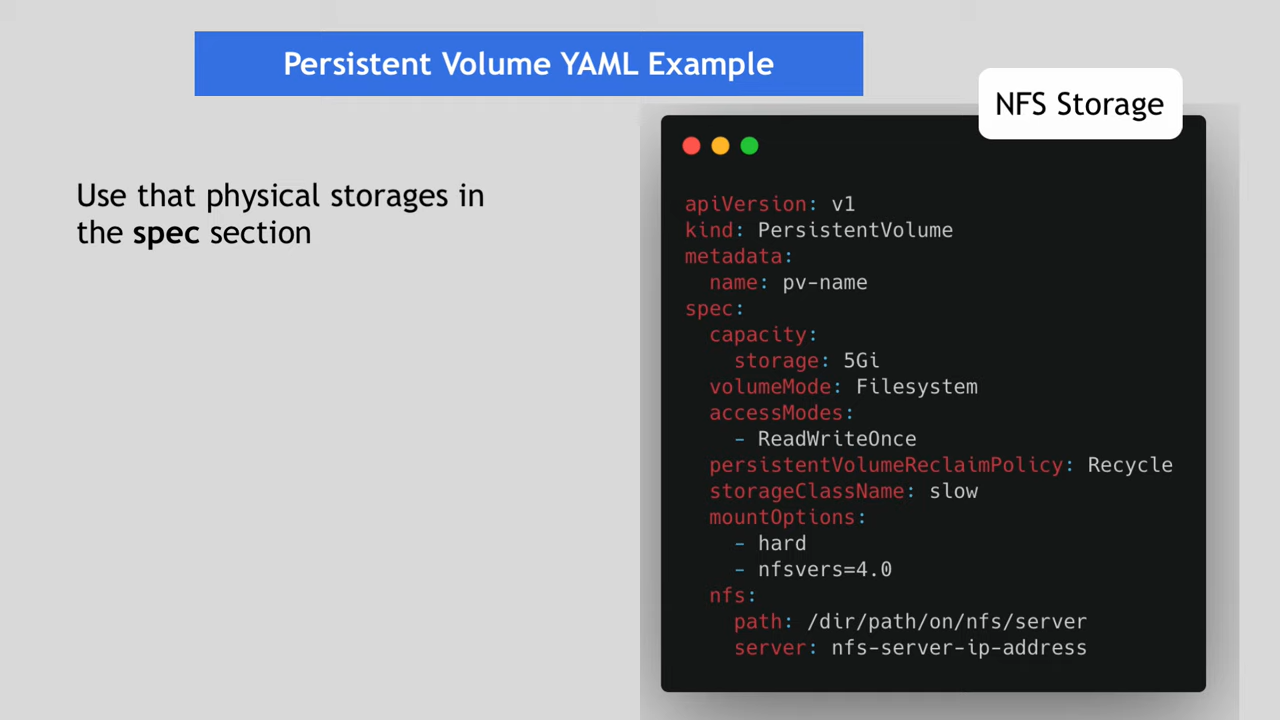 Persistent Volume YAML Example
NFS Storage
Use that physical storages in
the spec section
apiVersion: v1
kind: PersistentVolume
metadata:
  name: pv-name
spec:
  capacity:
    storage: 5Gi
  volumeMode: Filesystem
  accessModes:
    - ReadWriteOnce
  persistentVolumeReclaimPolicy: Recycle
  storageClassName: slow
  mountOptions:
    - hard
    - nfsvers=4.0
  nfs:
    path: /dir/path/on/nfs/server
    server: nfs-server-ip-address